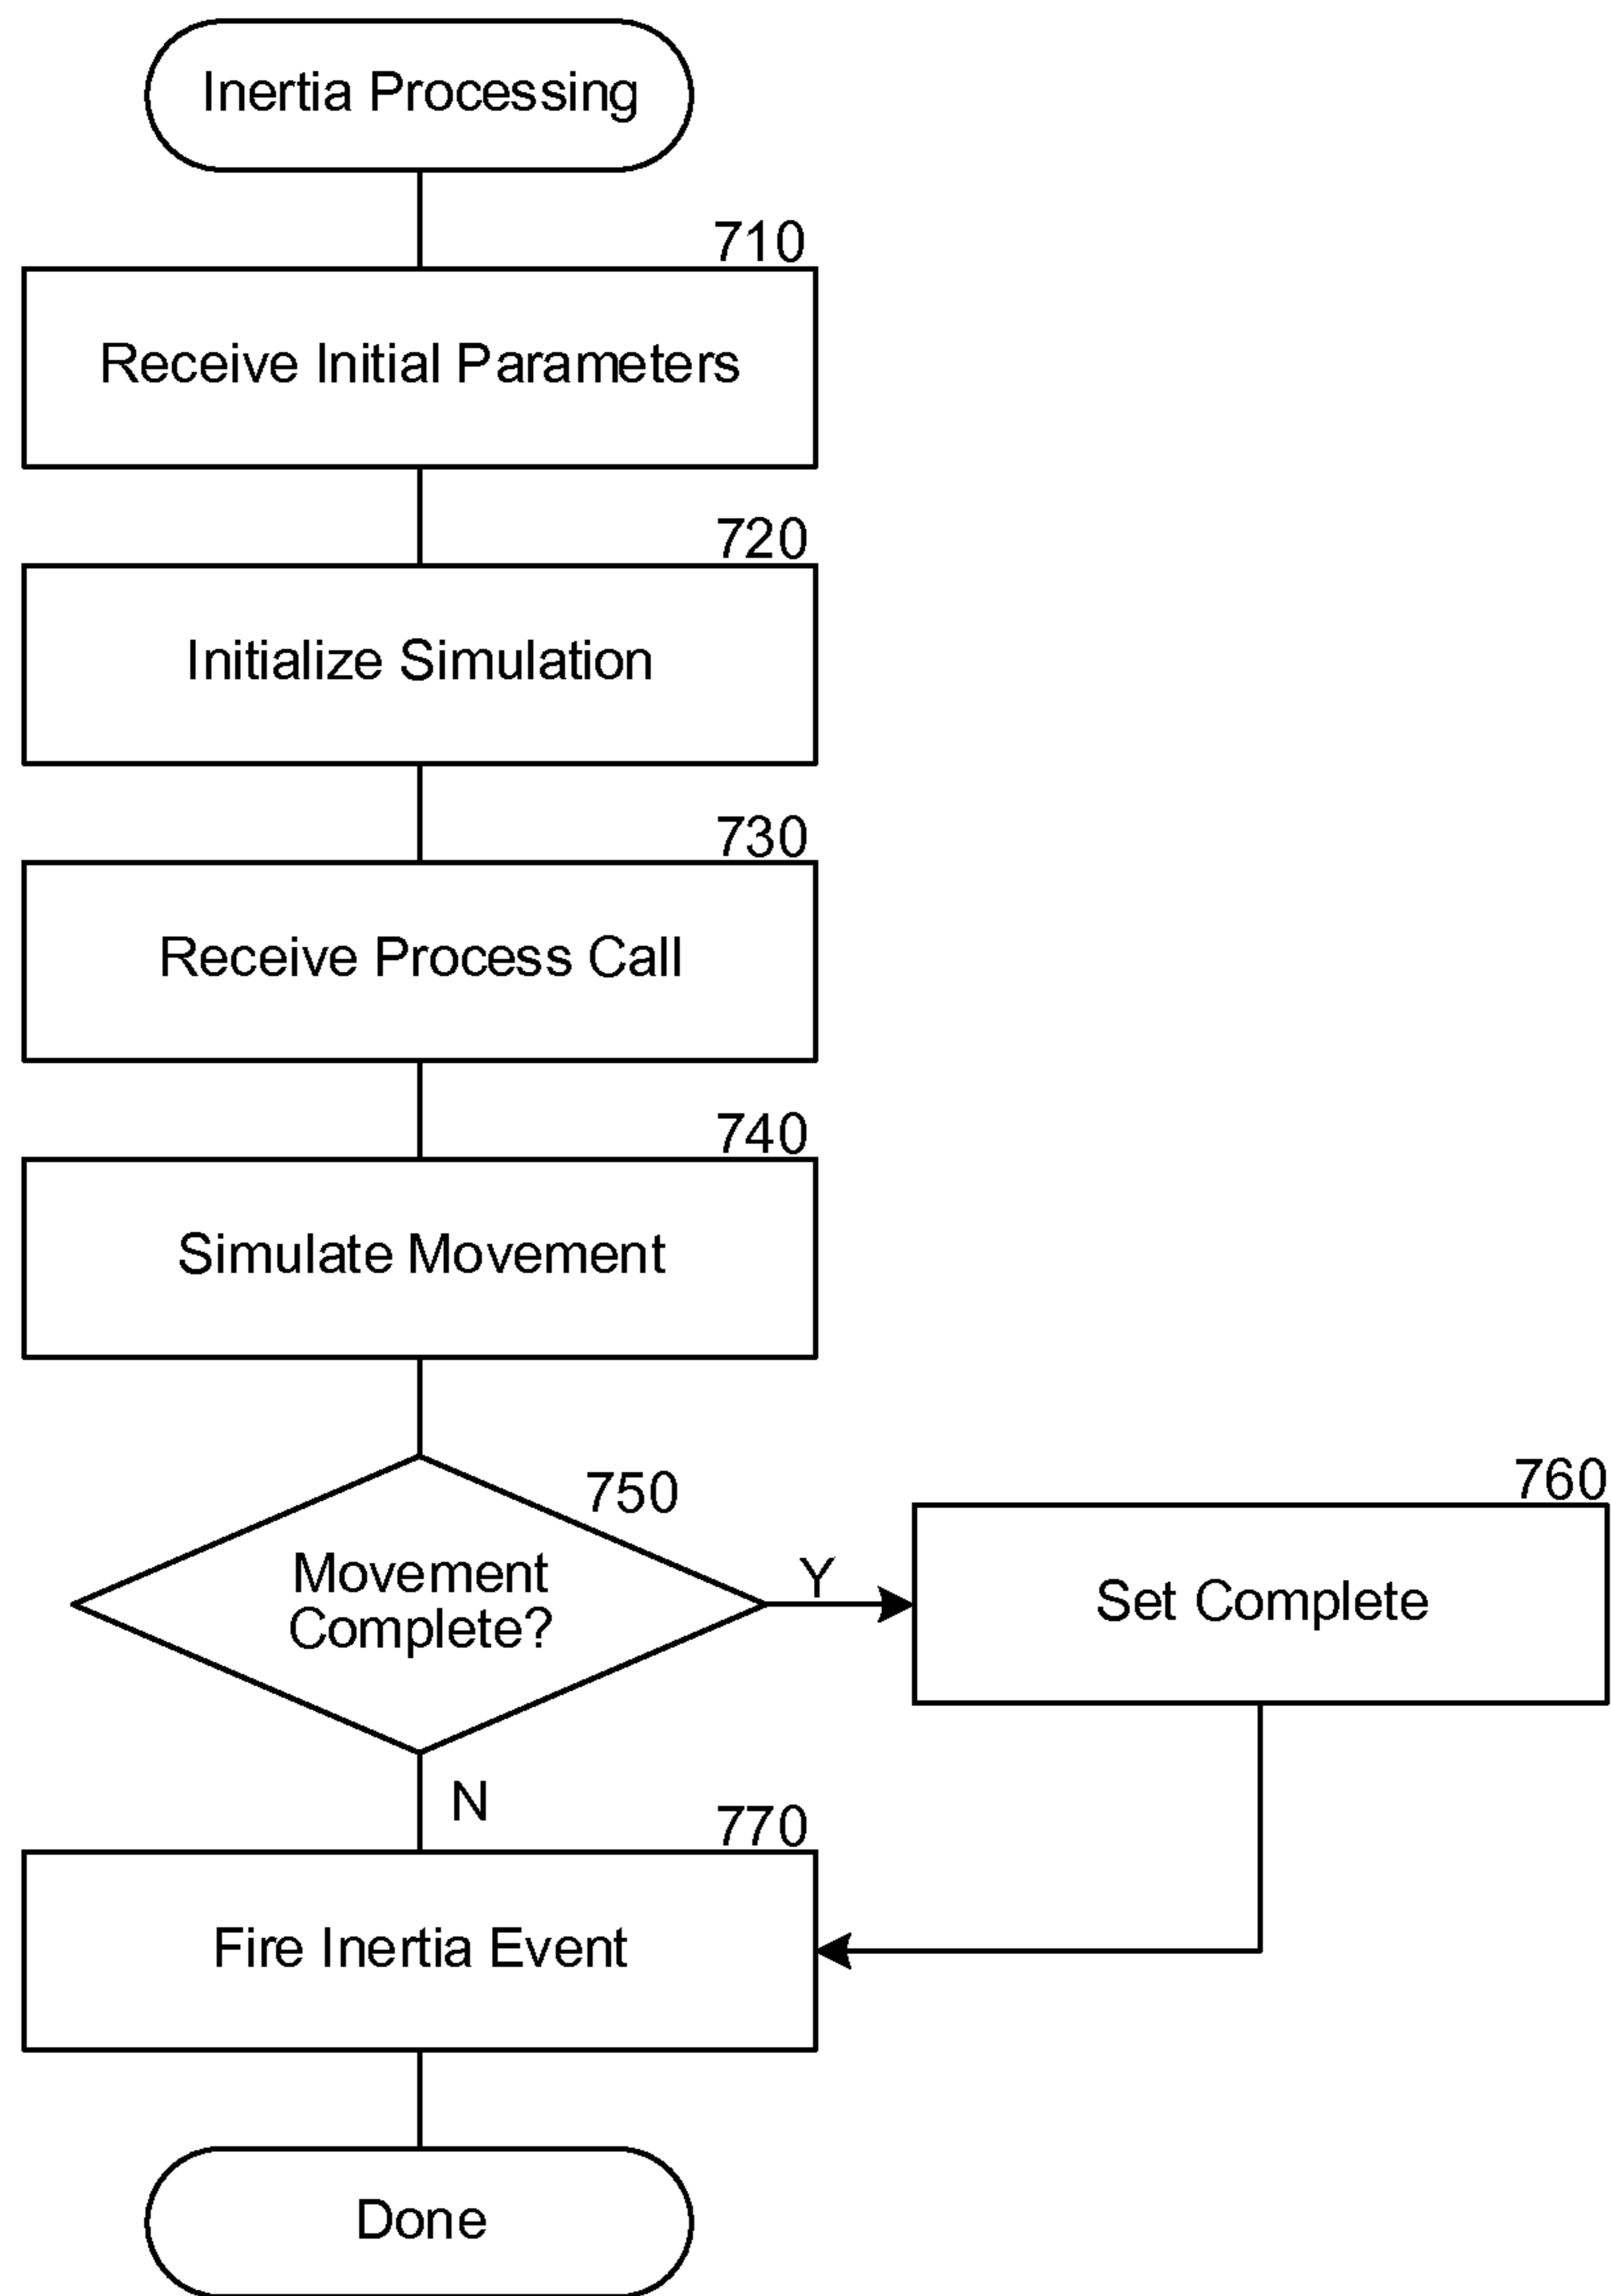 Inertia Processing
710
Receive Initial Parameters
720
Initialize Simulation
730
Receive Process Call
740
Simulate Movement
750
Movement
Complete?
Y
760
Set Complete
N
770
Fire Inertia Event
Done